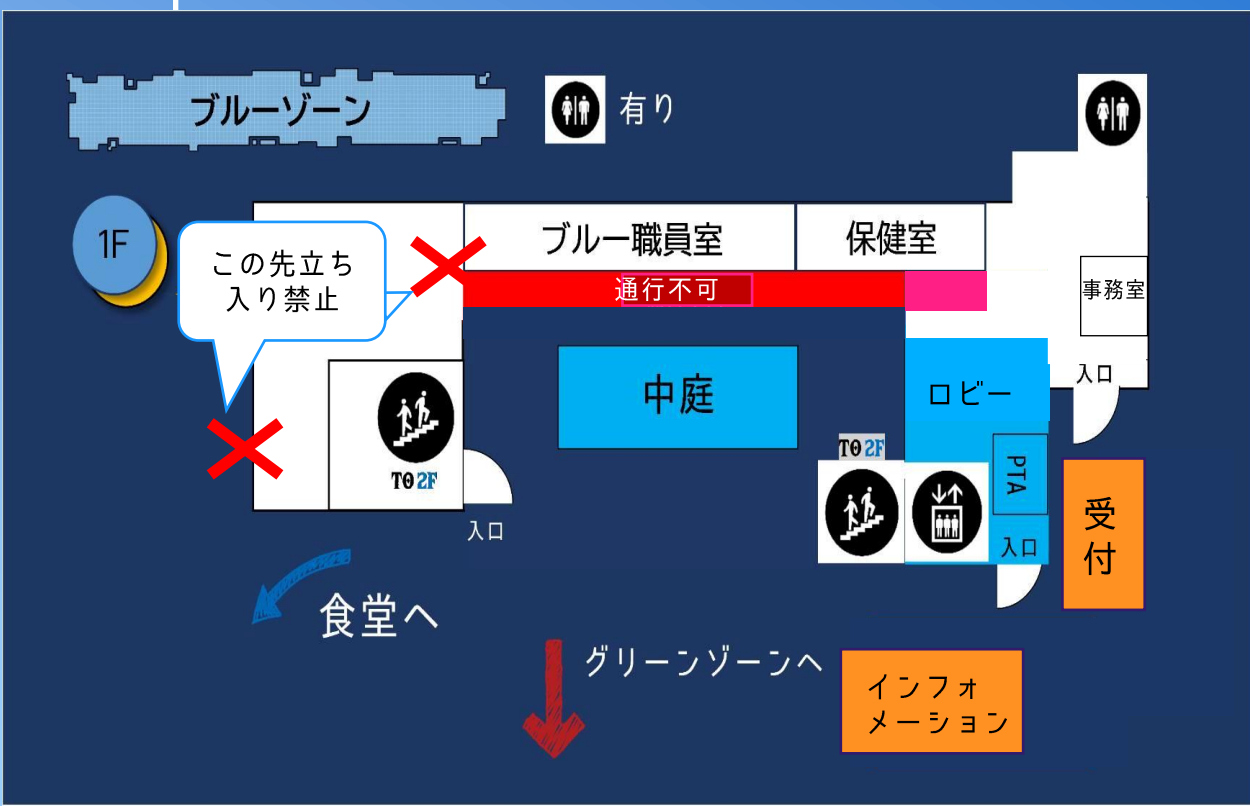 ブルーゾーン
有り
1F
この先立ち
入り禁止
ブルー職員室
保健室
通行不可
事務室
入口
中庭
ロビー
TO 2F
TO 2F
PTA
入口
受付
入口
食堂へ
グリーンゾーンへ
インフォ
メーション